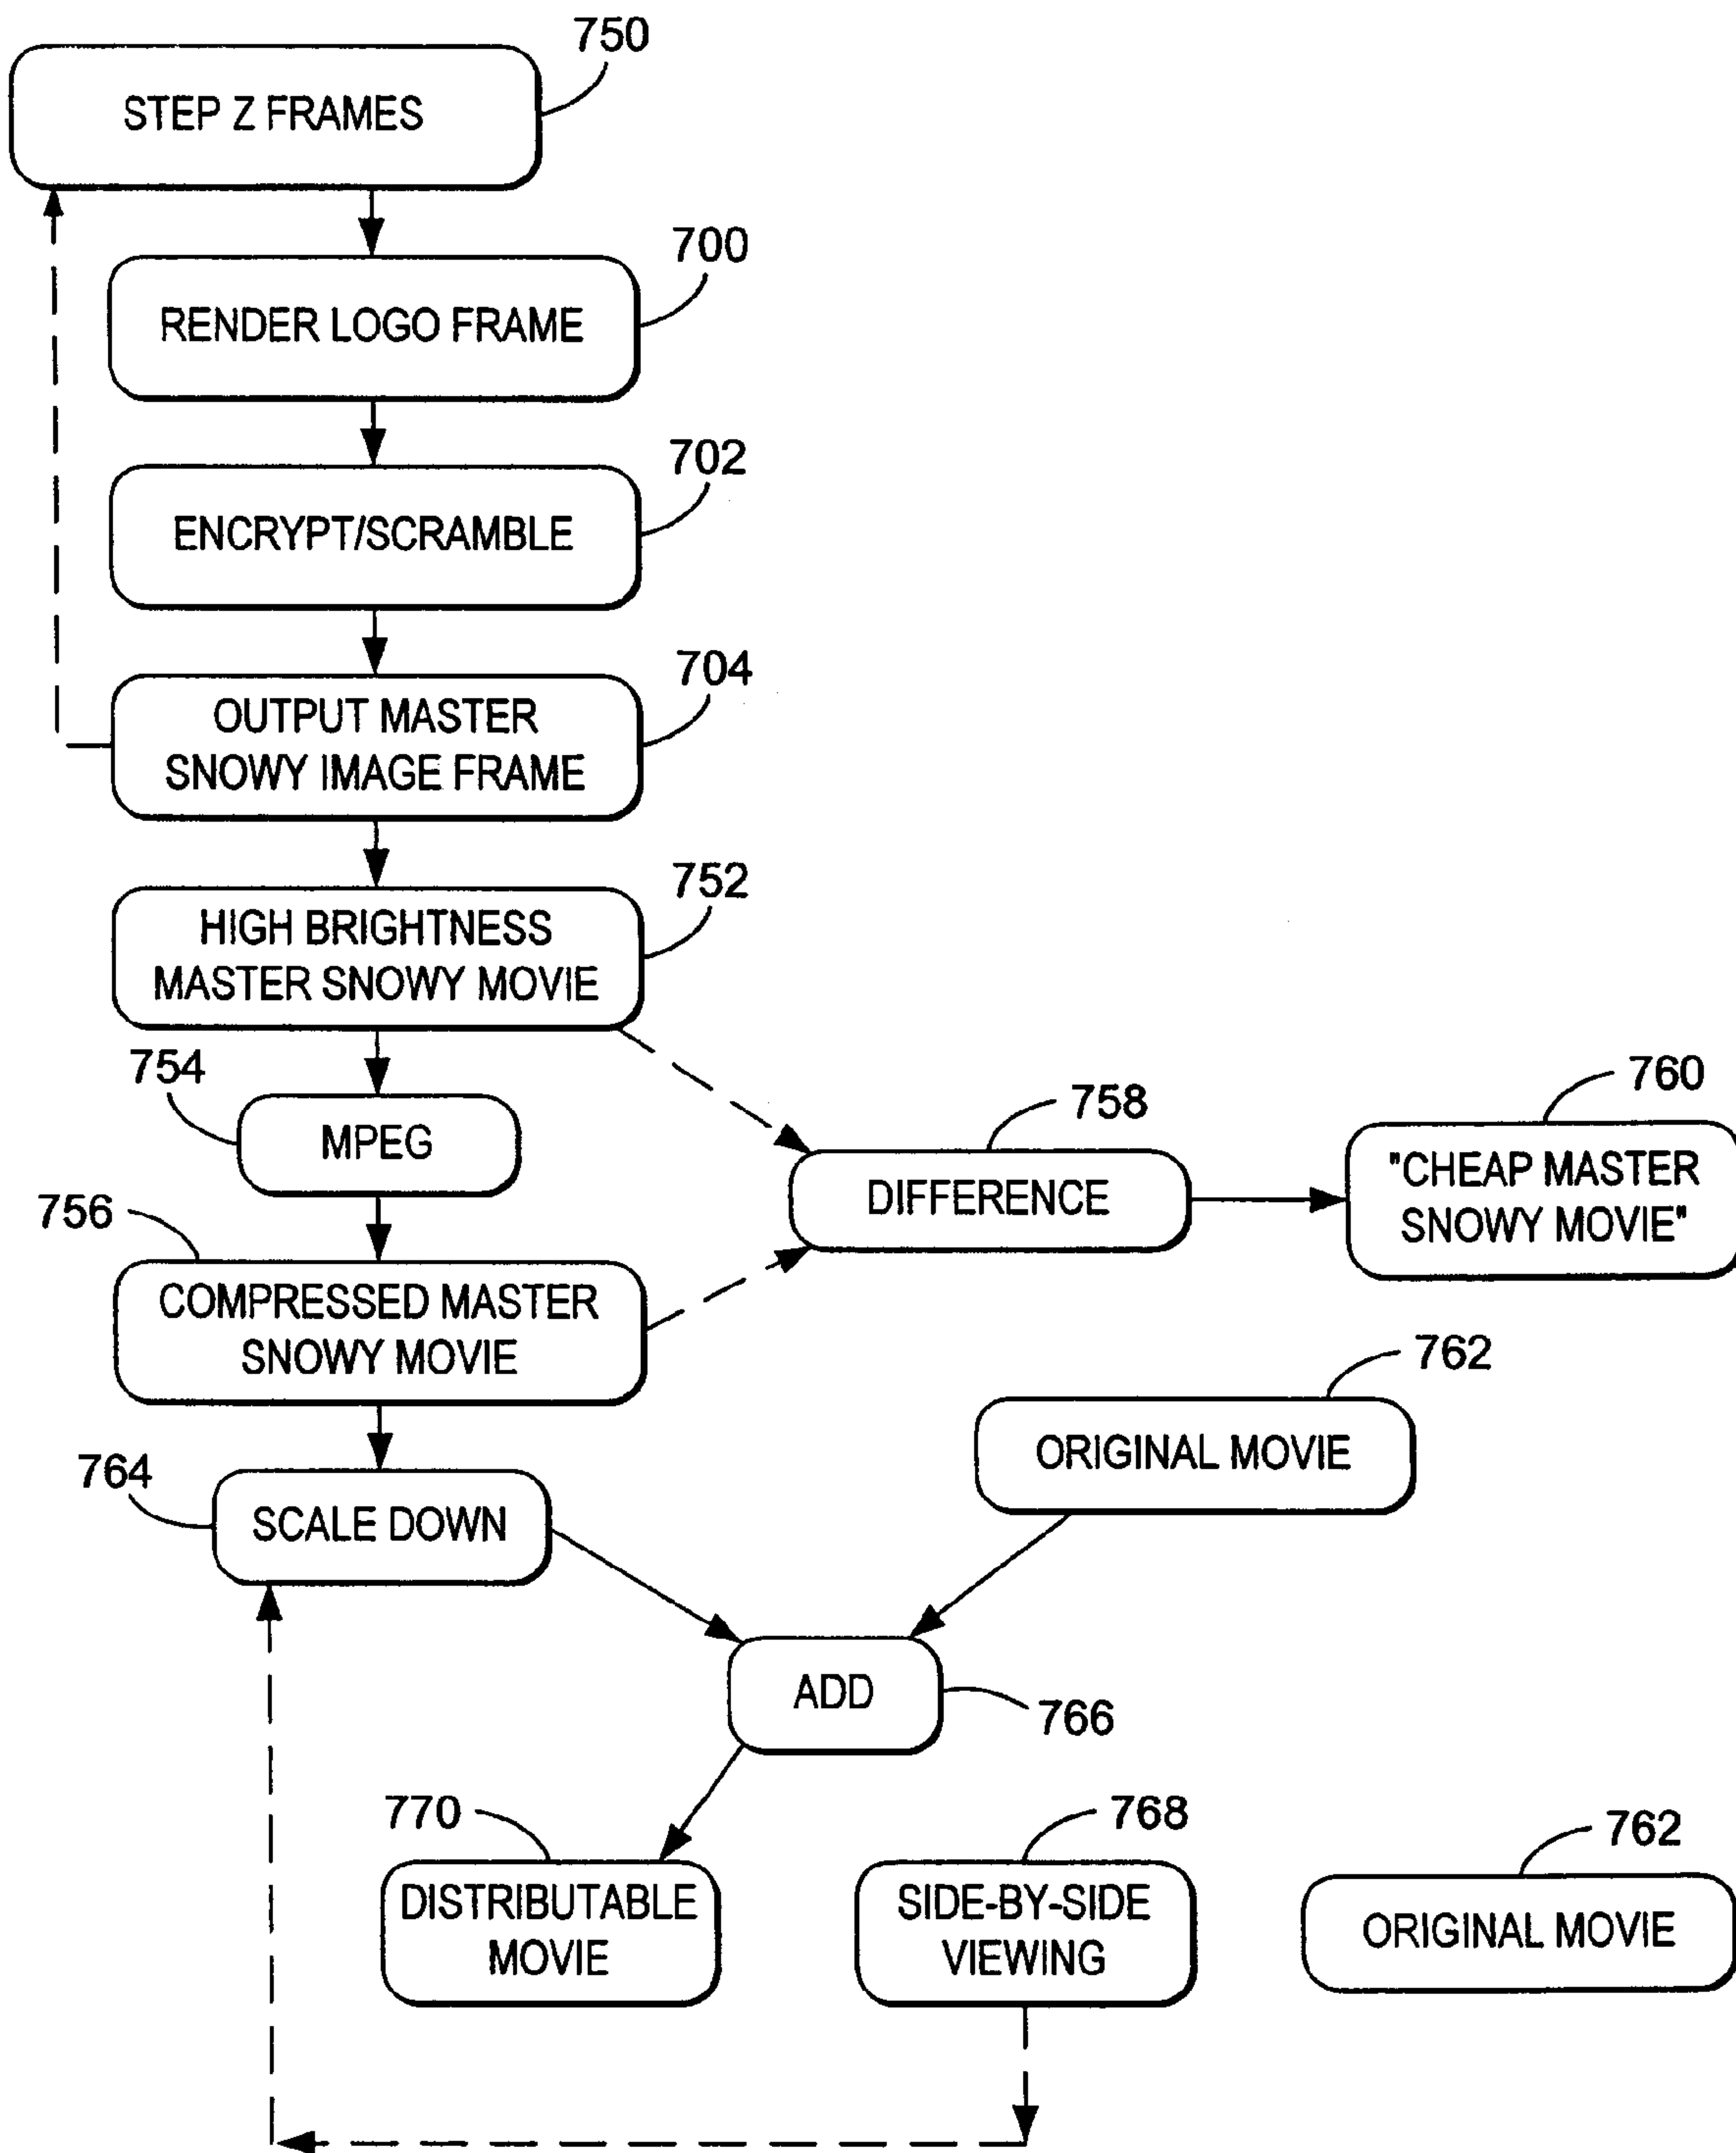 750
STEP Z FRAMES
700
RENDER LOGO FRAME
702
ENCRYPT/SCRAMBLE
704
OUTPUT MASTER
SNOWY IMAGE FRAME
752
HIGH BRIGHTNESS
MASTER SNOWY MOVIE
754
MPEG
758
DIFFERENCE
760
"CHEAP MASTER
SNOWY MOVIE"
756
COMPRESSED MASTER
SNOWY MOVIE
762
ORIGINAL MOVIE
764
SCALE DOWN
ADD
766
770
DISTRIBUTABLE
MOVIE
768
SIDE-BY-SIDE
VIEWING
762
ORIGINAL MOVIE